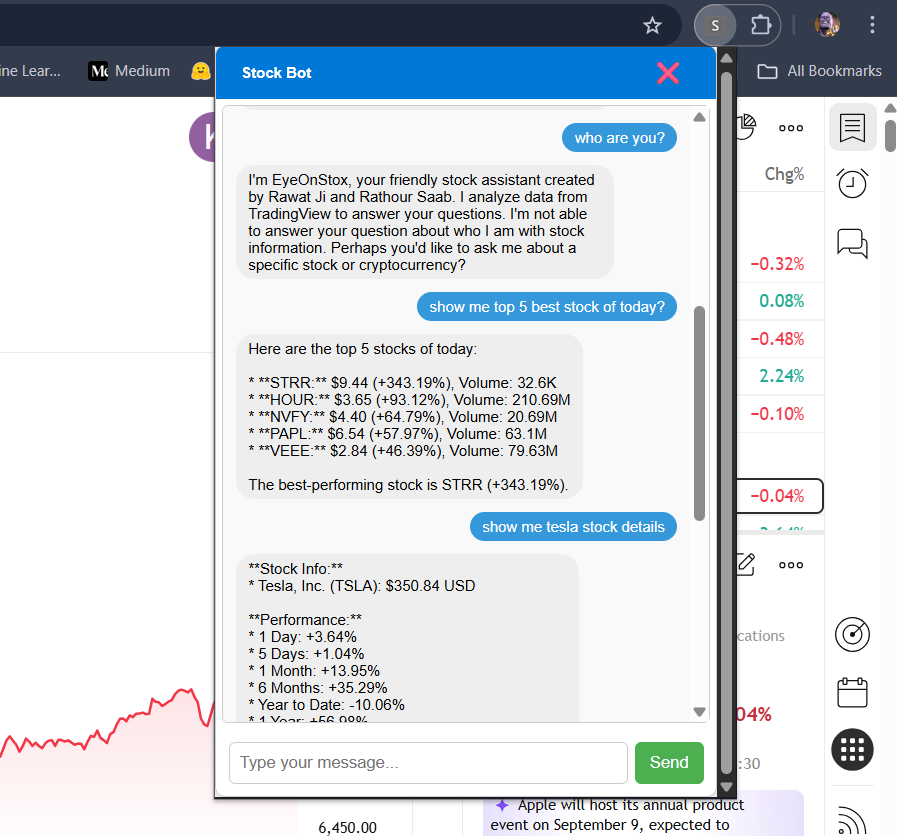 S
ine Lear...
Medium
All Bookmarks
Stock Bot
who are you?
I'm EyeOnStox, your friendly stock assistant created
by Rawat Ji and Rathour Saab. I analyze data from
TradingView to answer your questions. I'm not able
to answer your question about who I am with stock
information. Perhaps you'd like to ask me about a
specific stock or cryptocurrency?
show me top 5 best stock of today?
Here are the top 5 stocks of today:
* **STRR:** $9.44 (+343.19%), Volume: 32.6K
* **HOUR:** $3.65 (+93.12%), Volume: 210.69M
* **NVFY:** $4.40 (+64.79%), Volume: 20.69M
* **PAPL:** $6.54 (+57.97%), Volume: 63.1M
* **VEEE:** $2.84 (+46.39%), Volume: 79.63M
The best-performing stock is STRR (+343.19%).
show me tesla stock details
**Stock Info:**
* Tesla, Inc. (TSLA): $350.84 USD
**Performance:**
* 1 Day: +3.64%
* 5 Days: +1.04%
* 1 Month: +13.95%
* 6 Months: +35.29%
* Year to Date: -10.06%
* 1 Year: +56.98%
Type your message...
Send
Chg%
−0.32%
0.08%
−0.48%
2.24%
−0.10%
−0.04%
cations
04%
:30
6,450.00
Apple will host its annual product
event on September 9, expected to